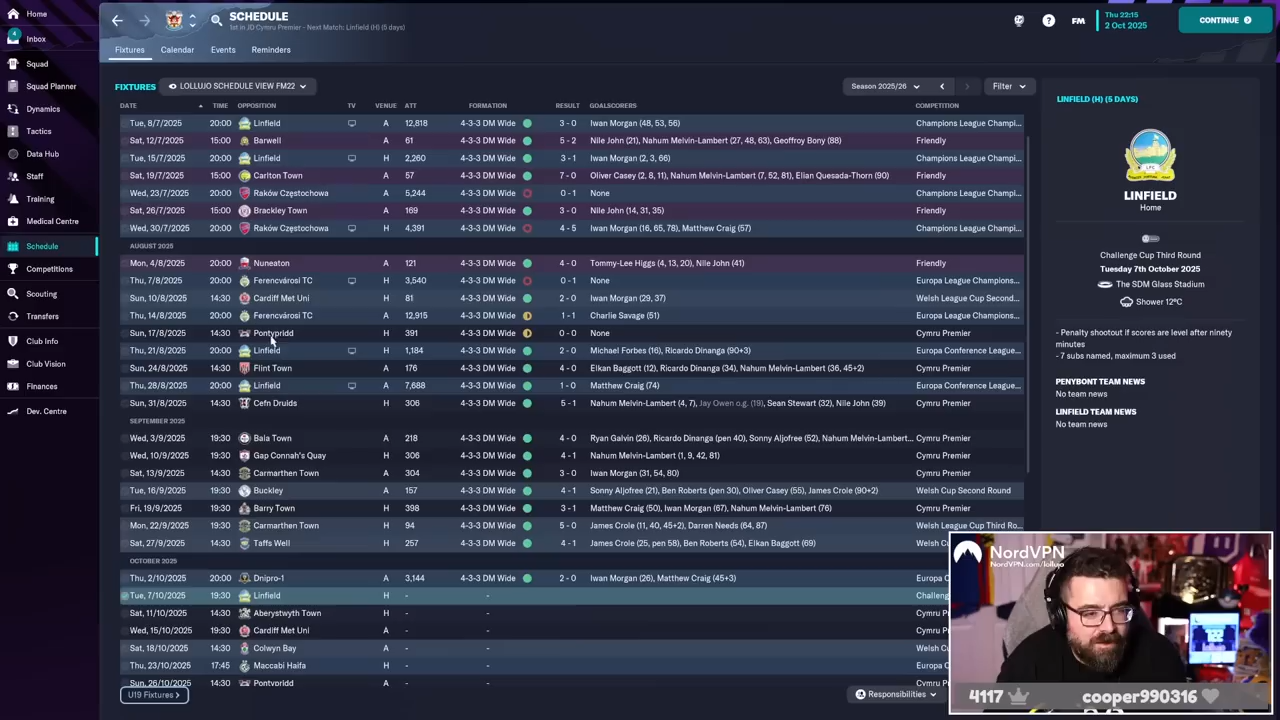 Home
4
Inbox
Squad
Squad Planner
Dynamics
Tactics
Data Hub
Staff
Training
Medical Centre
Schedule
Competitions
Scouting
Transfers
Club Info
Club Vision
Finances
Dev. Centre
SCHEDULE
1st in JD Cymru Premier - Next Match: Linfield (H) (5 days)
FM
Thu 22:15
2 Oct 2025
CONTINUE
Fixtures Calendar Events Reminders
FIXTURES LOLLUJO SCHEDULE VIEW FM22 Season 2025/26 Filter
DATE TIME OPPOSITION TV VENUE ATT FORMATION RESULT GOALSCORERS COMPETITION
Tue, 8/7/2025 20:00 Linfield A 12,818 4-3-3 DM Wide 3 - 0 Iwan Morgan (48, 53, 56) Champions League Champi...
Sat, 12/7/2025 15:00 Barwell A 61 4-3-3 DM Wide 5 - 2 Nile John (21), Nahum Melvin-Lambert (27, 48, 63), Geoffroy Bony (88) Friendly
Tue, 15/7/2025 20:00 Linfield H 2,260 4-3-3 DM Wide 3 - 1 Iwan Morgan (2, 3, 66) Champions League Champi...
Sat, 19/7/2025 15:00 Carlton Town A 57 4-3-3 DM Wide 7 - 0 Oliver Casey (2, 8, 11), Nahum Melvin-Lambert (7, 52, 81), Elian Quesada-Thorn (90) Friendly
Wed, 23/7/2025 20:00 Raków Częstochowa A 5,244 4-3-3 DM Wide 0 - 1 None Champions League Champi...
Sat, 26/7/2025 15:00 Brackley Town A 169 4-3-3 DM Wide 3 - 0 Nile John (14, 31, 35) Friendly
Wed, 30/7/2025 20:00 Raków Częstochowa H 4,391 4-3-3 DM Wide 4 - 5 Iwan Morgan (16, 65, 78), Matthew Craig (57) Champions League Champi...
AUGUST 2025
Mon, 4/8/2025 20:00 Nuneaton A 121 4-3-3 DM Wide 4 - 0 Tommy-Lee Higgs (4, 13, 20), Nile John (41) Friendly
Thu, 7/8/2025 20:00 Ferencvárosi TC H 3,540 4-3-3 DM Wide 0 - 1 None Europa League Champions...
Sun, 10/8/2025 14:30 Cardiff Met Uni H 81 4-3-3 DM Wide 2 - 0 Iwan Morgan (29, 37) Welsh League Cup Second...
Thu, 14/8/2025 20:00 Ferencvárosi TC A 12,915 4-3-3 DM Wide 1 - 1 Charlie Savage (51) Europa League Champions...
Sun, 17/8/2025 14:30 Pontypridd H 391 4-3-3 DM Wide 0 - 0 None Cymru Premier
Thu, 21/8/2025 20:00 Linfield H 1,184 4-3-3 DM Wide 2 - 0 Michael Forbes (16), Ricardo Dinanga (90+3) Europa Conference League...
Sun, 24/8/2025 14:30 Flint Town A 176 4-3-3 DM Wide 4 - 0 Elkan Baggott (12), Ricardo Dinanga (34), Nahum Melvin-Lambert (36, 45+2) Cymru Premier
Thu, 28/8/2025 20:00 Linfield A 7,688 4-3-3 DM Wide 1 - 0 Matthew Craig (74) Europa Conference League...
Sun, 31/8/2025 14:30 Cefn Druids H 306 4-3-3 DM Wide 5 - 1 Nahum Melvin-Lambert (4, 7), Jay Owen o.g. (19), Sean Stewart (32), Nile John (39) Cymru Premier
SEPTEMBER 2025
Wed, 3/9/2025 19:30 Bala Town A 218 4-3-3 DM Wide 4 - 0 Ryan Galvin (28), Ricardo Dinanga (pen 40), Sonny Aljofree (52), Nahum Melvin-Lambert... Cymru Premier
Wed, 10/9/2025 19:30 Gap Connah's Quay H 306 4-3-3 DM Wide 4 - 1 Nahum Melvin-Lambert (1, 9, 42, 81) Cymru Premier
Sat, 13/9/2025 14:30 Carmarthen Town A 304 4-3-3 DM Wide 3 - 0 Iwan Morgan (31, 54, 80) Cymru Premier
Tue, 16/9/2025 19:30 Buckley A 157 4-3-3 DM Wide 4 - 1 Sonny Aljofree (21), Ben Roberts (pen 30), Oliver Casey (55), James Crole (90+2) Welsh Cup Second Round
Fri, 19/9/2025 19:30 Barry Town H 398 4-3-3 DM Wide 3 - 1 Matthew Craig (50), Iwan Morgan (67), Nahum Melvin-Lambert (76) Cymru Premier
Mon, 22/9/2025 19:30 Carmarthen Town H 94 4-3-3 DM Wide 5 - 0 James Crole (11, 40, 45+2), Darren Needs (64, 87) Welsh League Cup Third Ro...
Sat, 27/9/2025 14:30 Taffs Well H 257 4-3-3 DM Wide 4 - 1 James Crole (25, pen 58), Ben Roberts (54), Elkan Baggott (69) Welsh C
OCTOBER 2025
Thu, 2/10/2025 20:00 Dnipro-1 A 3,144 4-3-3 DM Wide 2 - 0 Iwan Morgan (26), Matthew Craig (45+3) Europa C
Tue, 7/10/2025 19:30 Linfield H - - Challeng
Sat, 11/10/2025 14:30 Aberystwyth Town H - - Cymru P
Wed, 15/10/2025 19:30 Cardiff Met Uni A - - Cymru P
Sat, 18/10/2025 14:30 Colwyn Bay A - - Welsh C
Thu, 23/10/2025 17:45 Maccabi Haifa H - - Europa C
Sun, 26/10/2025 14:30 Pontypridd A - - Cymru P
U19 Fixtures > Responsibilities
LINFIELD (H) (5 DAYS)
LINFIELD
Home
Challenge Cup Third Round
Tuesday 7th October 2025
The SDM Glass Stadium
Shower 12°C
- Penalty shootout if scores are level after ninety
minutes
- 7 subs named, maximum 3 used
PENYBONT TEAM NEWS
No team news
LINFIELD TEAM NEWS
No team news
NordVPN
NordVPN.com/lollujo
4117 cooper990316